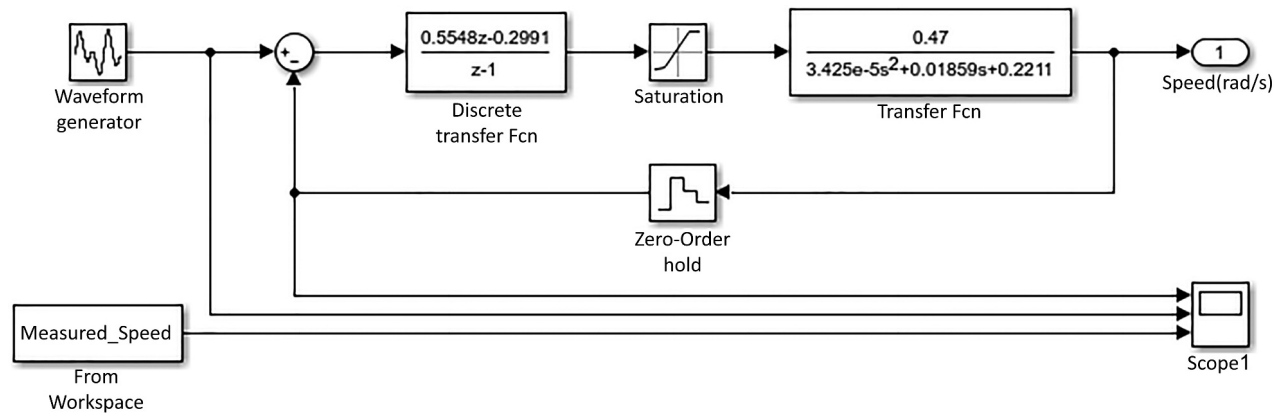 Waveform
generator
+
-
0.5548z-0.2991
z-1
Discrete
transfer Fcn
Saturation
0.47
3.425e-5s²+0.01859s+0.2211
Transfer Fcn
1
Speed(rad/s)
Zero-Order
hold
Measured_Speed
From
Workspace
Scope1